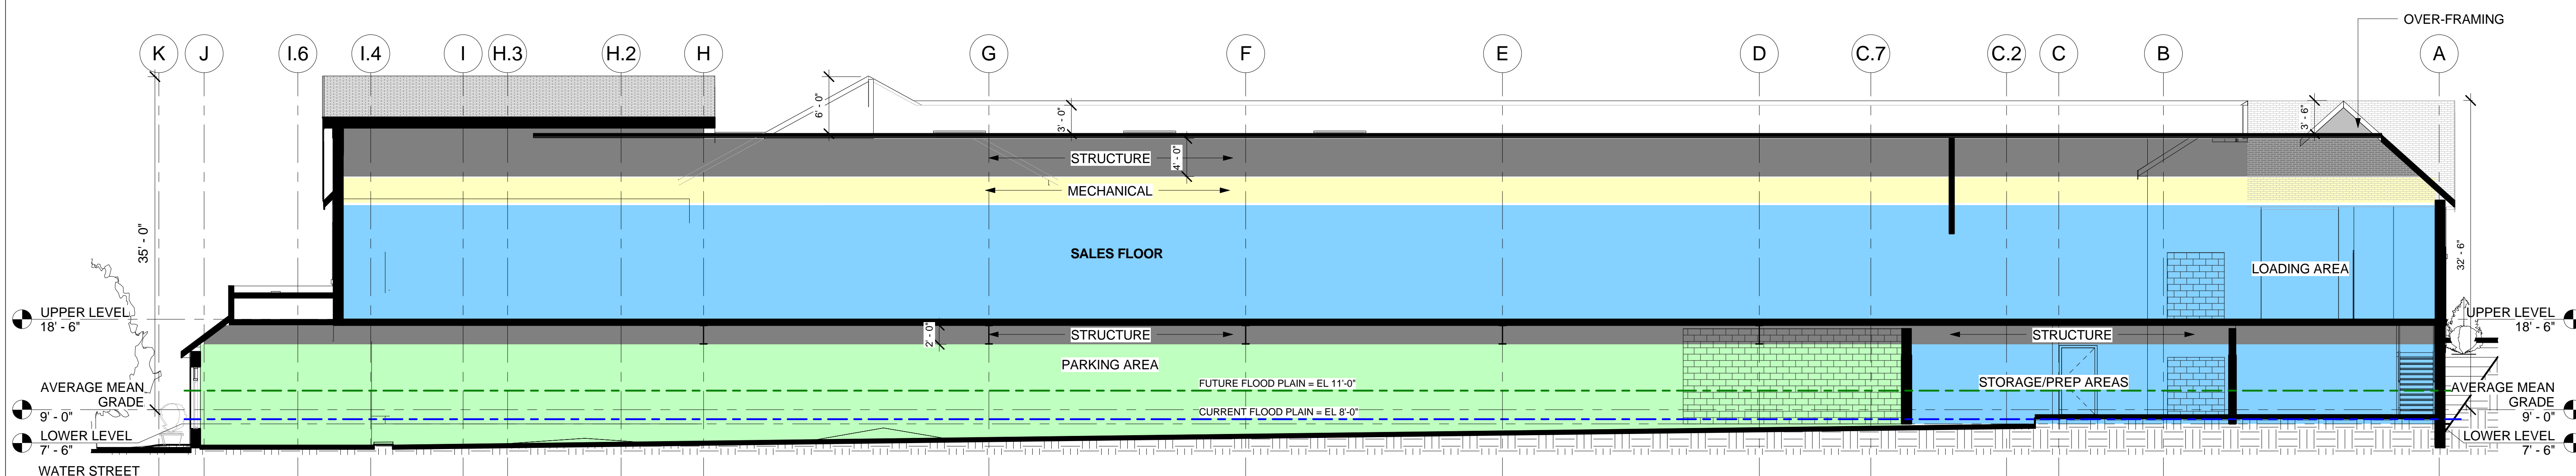 OVER-FRAMING
K J I.6 I.4 I H.3 H.2 H G F E D C.7 C.2 C B A
6' - 0"
3' - 0"
3' - 6"
35' - 0"
STRUCTURE
4' - 0"
MECHANICAL
SALES FLOOR
LOADING AREA
32' - 6"
UPPER LEVEL
18' - 6"
UPPER LEVEL
18' - 6"
2' - 0"
STRUCTURE
STRUCTURE
PARKING AREA
FUTURE FLOOD PLAIN = EL 11'-0"
STORAGE/PREP AREAS
AVERAGE MEAN
GRADE
9' - 0"
AVERAGE MEAN
GRADE
9' - 0"
CURRENT FLOOD PLAIN = EL 8'-0"
LOWER LEVEL
7' - 6"
LOWER LEVEL
7' - 6"
WATER STREET